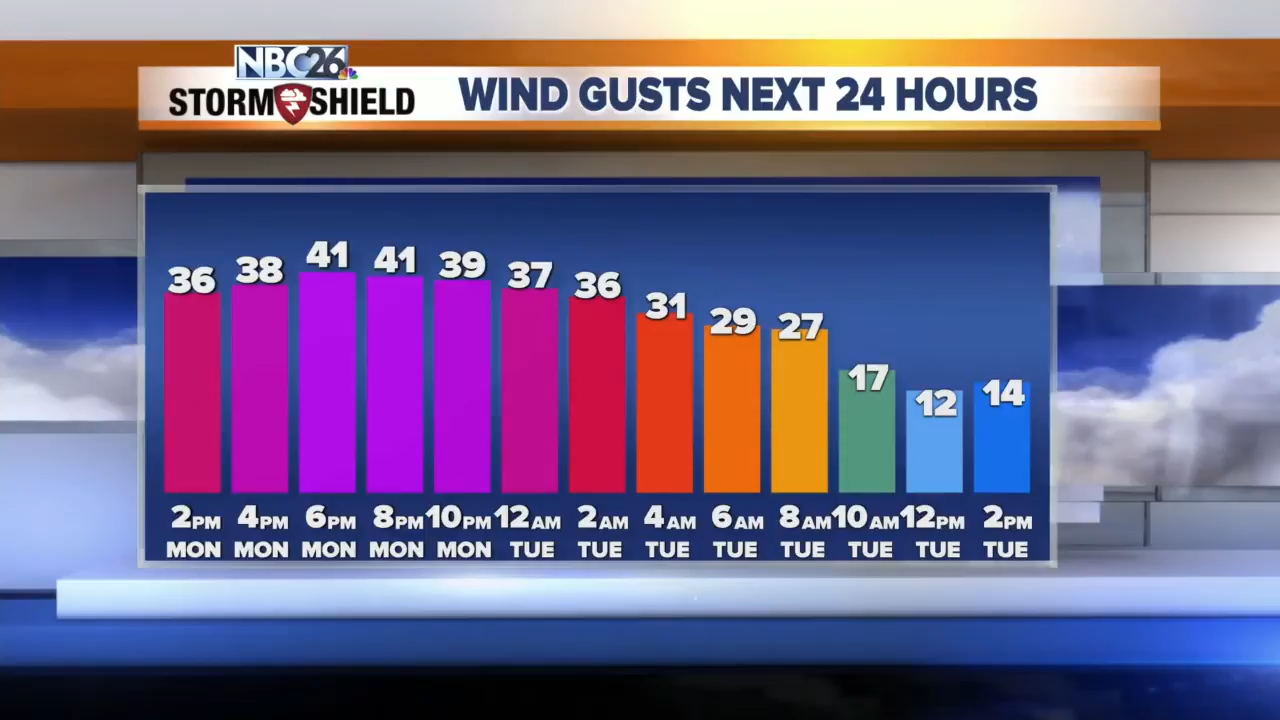 NBC26
STORM SHIELD
WIND GUSTS NEXT 24 HOURS
36 38 41 41 39 37 36 31 29 27 17 12 14
2PM 4PM 6PM 8PM 10PM 12AM 2AM 4AM 6AM 8AM 10AM 12PM 2PM
MON MON MON MON MON TUE TUE TUE TUE TUE TUE TUE TUE